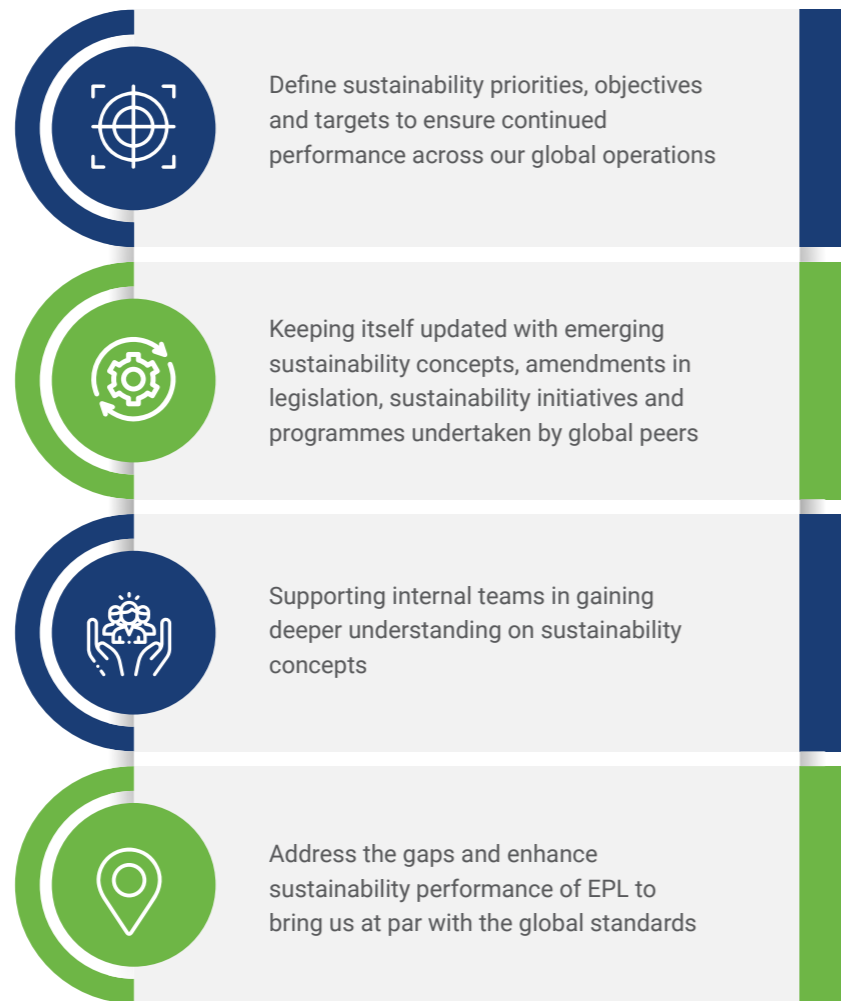 Define sustainability priorities, objectives
and targets to ensure continued
performance across our global operations
Keeping itself updated with emerging
sustainability concepts, amendments in
legislation, sustainability initiatives and
programmes undertaken by global peers
Supporting internal teams in gaining
deeper understanding on sustainability
concepts
Address the gaps and enhance
sustainability performance of EPL to
bring us at par with the global standards